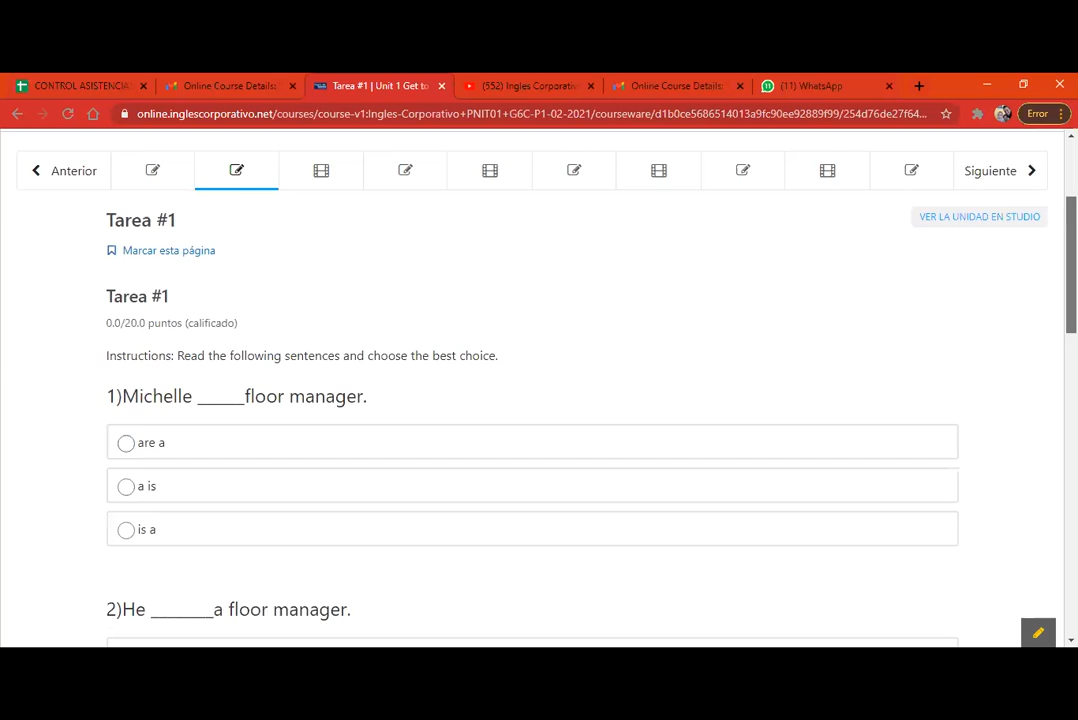 CONTROL ASISTENCIA
Online Course Details:
Tarea #1 | Unit 1 Get to
(552) Ingles Corporativ
Online Course Details:
(11) WhatsApp
online.inglescorporativo.net/courses/course-v1:Ingles-Corporativo+PNIT01+G6C-P1-02-2021/courseware/d1b0ce5686514013a9fc90ee92889f99/254d76de27f64...
Error
Anterior
Siguiente
Tarea #1
VER LA UNIDAD EN STUDIO
Marcar esta página
Tarea #1
0.0/20.0 puntos (calificado)
Instructions: Read the following sentences and choose the best choice.
1)Michelle _____floor manager.
are a
a is
is a
2)He _______a floor manager.